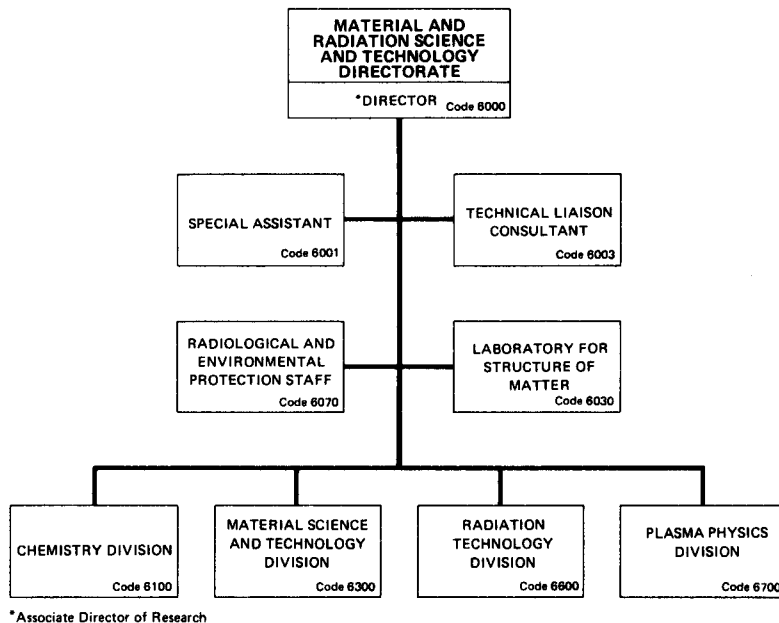 MATERIAL AND
RADIATION SCIENCE
AND TECHNOLOGY
DIRECTORATE
*DIRECTOR Code 6000
SPECIAL ASSISTANT
Code 6001
TECHNICAL LIAISON
CONSULTANT
Code 6003
RADIOLOGICAL AND
ENVIRONMENTAL
PROTECTION STAFF
Code 6070
LABORATORY FOR
STRUCTURE OF
MATTER
Code 6030
CHEMISTRY DIVISION
Code 6100
MATERIAL SCIENCE
AND TECHNOLOGY
DIVISION
Code 6300
RADIATION
TECHNOLOGY
DIVISION
Code 6600
PLASMA PHYSICS
DIVISION
Code 6700
*Associate Director of Research